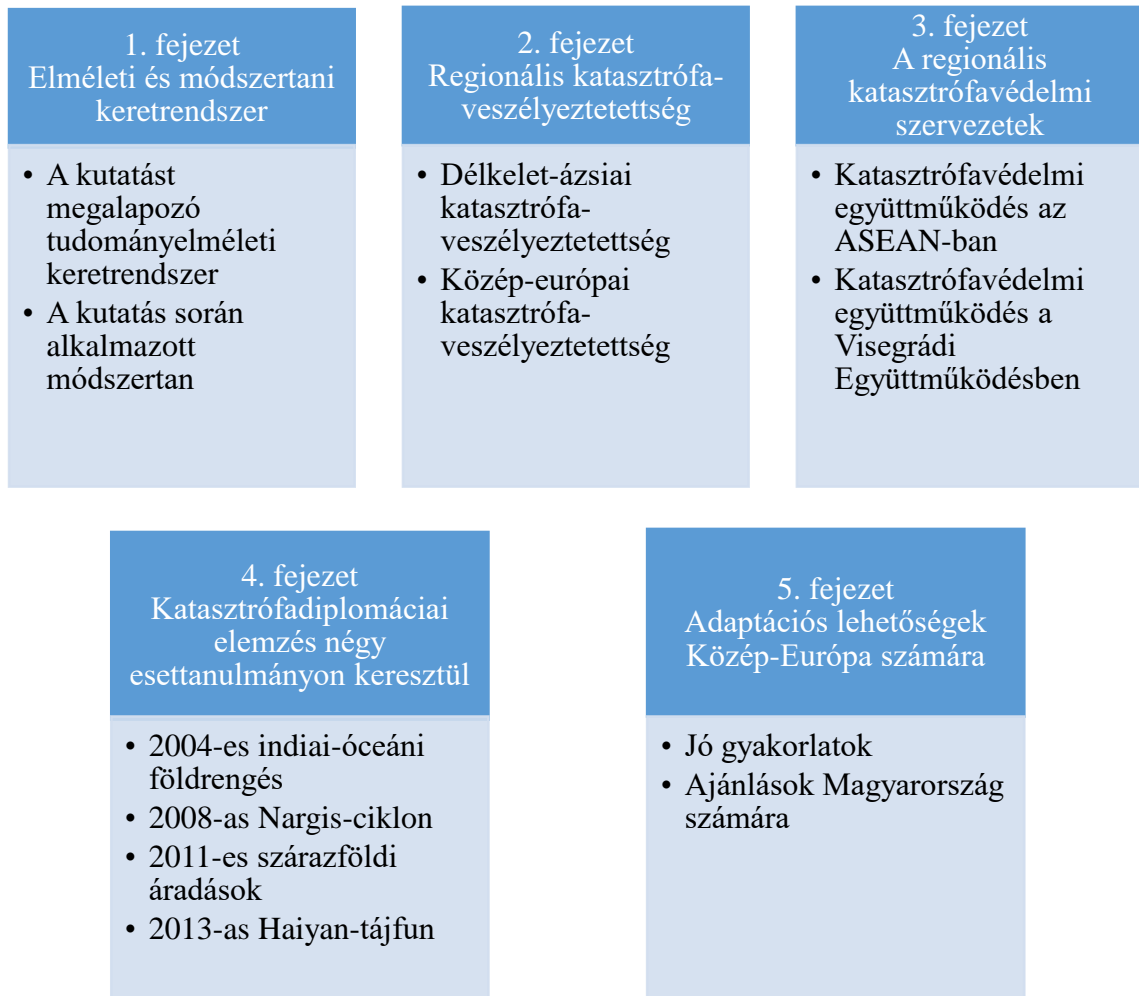 1. fejezet
Elméleti és módszertani
keretrendszer
• A kutatást
megalapozó
tudományelméleti
keretrendszer
• A kutatás során
alkalmazott
módszertan
2. fejezet
Regionális katasztrófa-
veszélyeztetettség
• Délkelet-ázsiai
katasztrófa-
veszélyeztetettség
• Közép-európai
katasztrófa-
veszélyeztetettség
3. fejezet
A regionális
katasztrófavédelmi
szervezetek
• Katasztrófavédelmi
együttműködés az
ASEAN-ban
• Katasztrófavédelmi
együttműködés a
Visegrádi
Együttműködésben
4. fejezet
Katasztrófadiplomáciai
elemzés négy
esettanulmányon keresztül
• 2004-es indiai-óceáni
földrengés
• 2008-as Nargis-ciklon
• 2011-es szárazföldi
áradások
• 2013-as Haiyan-tájfun
5. fejezet
Adaptációs lehetőségek
Közép-Európa számára
• Jó gyakorlatok
• Ajánlások Magyarország
számára